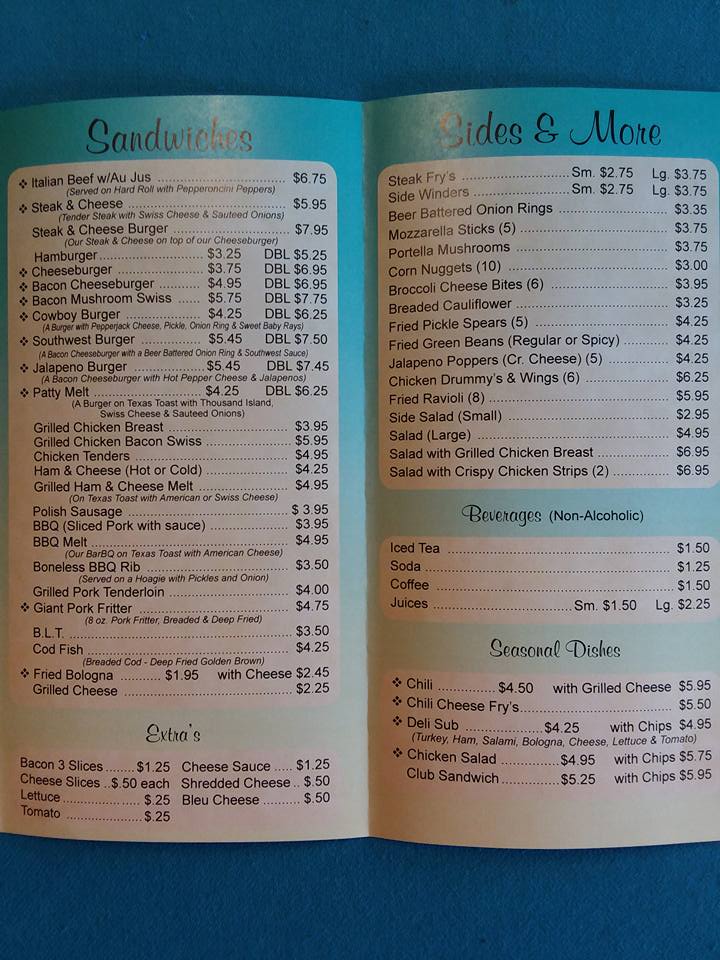 Sandwiches
❖ Italian Beef w/Au Jus ................................ $6.75
(Served on Hard Roll with Pepperoncini Peppers)
❖ Steak & Cheese ........................................ $5.95
(Tender Steak with Swiss Cheese & Sauteed Onions)
Steak & Cheese Burger ............................... $7.95
(Our Steak & Cheese on top of our Cheeseburger)
Hamburger ................................ $3.25 DBL $5.25
❖ Cheeseburger ........................ $3.75 DBL $6.95
❖ Bacon Cheeseburger ............ $4.95 DBL $6.95
❖ Bacon Mushroom Swiss ...... $5.75 DBL $7.75
❖ Cowboy Burger .................... $4.25 DBL $6.25
(A Burger with Pepperjack Cheese, Pickle, Onion Ring & Sweet Baby Rays)
❖ Southwest Burger ................ $5.45 DBL $7.50
(A Bacon Cheeseburger with a Beer Battered Onion Ring & Southwest Sauce)
❖ Jalapeno Burger ................... $5.45 DBL $7.45
(A Bacon Cheeseburger with Hot Pepper Cheese & Jalapenos)
❖ Patty Melt ............................ $4.25 DBL $6.25
(A Burger on Texas Toast with Thousand Island,
Swiss Cheese & Sauteed Onions)
Grilled Chicken Breast ................................ $3.95
Grilled Chicken Bacon Swiss ...................... $5.95
Chicken Tenders ......................................... $4.95
Ham & Cheese (Hot or Cold) ...................... $4.25
Grilled Ham & Cheese Melt ........................ $4.95
(On Texas Toast with American or Swiss Cheese)
Polish Sausage .......................................... $ 3.95
BBQ (Sliced Pork with sauce) .................... $3.95
BBQ Melt .................................................... $4.95
(Our BarBQ on Texas Toast with American Cheese)
Boneless BBQ Rib ...................................... $3.50
(Served on a Hoagie with Pickles and Onion)
Grilled Pork Tenderloin ............................... $4.00
❖ Giant Pork Fritter ........................................ $4.75
(8 oz. Pork Fritter, Breaded & Deep Fried)
B.L.T. .......................................................... $3.50
Cod Fish ..................................................... $4.25
(Breaded Cod - Deep Fried Golden Brown)
❖ Fried Bologna .......... $1.95 with Cheese $2.45
Grilled Cheese ........................................... $2.25
Extra's
Bacon 3 Slices ........ $1.25 Cheese Sauce ..... $1.25
Cheese Slices ..$.50 each Shredded Cheese .. $.50
Lettuce .................... $.25 Bleu Cheese .......... $.50
Tomato .................... $.25
Sides & More
Steak Fry's ............................ Sm. $2.75 Lg. $3.75
Side Winders ........................ Sm. $2.75 Lg. $3.75
Beer Battered Onion Rings ............................ $3.35
Mozzarella Sticks (5) ...................................... $3.75
Portella Mushrooms ....................................... $3.75
Corn Nuggets (10) ......................................... $3.00
Broccoli Cheese Bites (6) ............................... $3.95
Breaded Cauliflower ....................................... $3.25
Fried Pickle Spears (5) ................................... $4.25
Fried Green Beans (Regular or Spicy) ............ $4.25
Jalapeno Poppers (Cr. Cheese) (5) ................ $4.25
Chicken Drummy's & Wings (6) ...................... $6.25
Fried Ravioli (8) .............................................. $5.95
Side Salad (Small) .......................................... $2.95
Salad (Large) .................................................. $4.95
Salad with Grilled Chicken Breast .................. $6.95
Salad with Crispy Chicken Strips (2) .............. $6.95
Beverages (Non-Alcoholic)
Iced Tea ......................................................... $1.50
Soda ............................................................... $1.25
Coffee ............................................................. $1.50
Juices .................................... Sm. $1.50 Lg. $2.25
Seasonal Dishes
❖ Chili ............... $4.50 with Grilled Cheese $5.95
❖ Chili Cheese Fry's ........................................ $5.50
❖ Deli Sub .................... $4.25 with Chips $4.95
(Turkey, Ham, Salami, Bologna, Cheese, Lettuce & Tomato)
❖ Chicken Salad ............... $4.95 with Chips $5.75
Club Sandwich ............... $5.25 with Chips $5.95